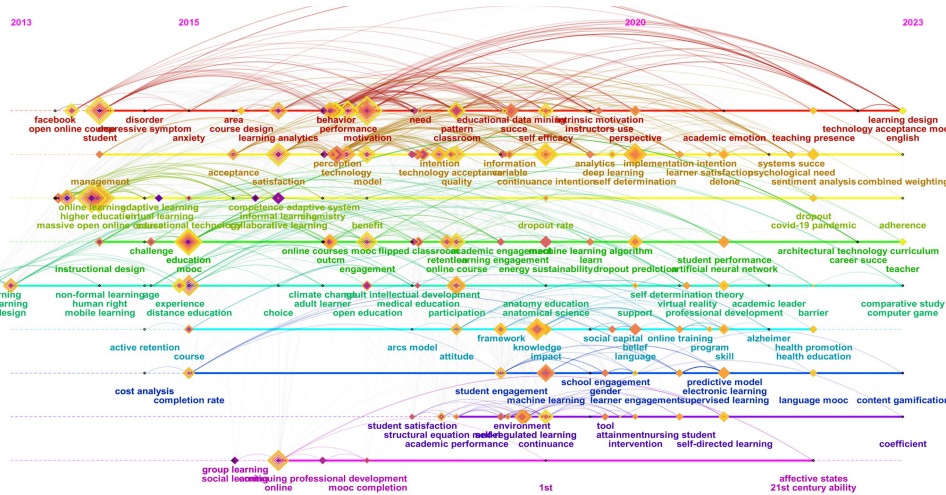 2013 2015 2020 2023
facebook disorder area behavior need educational data mining intrinsic motivation learning design
open online course depressive symptom course design performance pattern succe instructors use technology acceptance mod
student anxiety learning analytics motivation classroom self efficacy perspective academic emotion teaching presence english
perception intention information analytics implementation intention systems succe
acceptance technology technology acceptance variable deep learning learner satisfaction psychological need
management satisfaction model quality continuance intention self determination delone sentiment analysis combined weighting
online learning adaptive learning competence adaptive system
higher education virtual learning informal learning chemistry dropout
massive open online course educational technology collaborative learning benefit dropout rate covid-19 pandemic adherence
challenge online courses mooc flipped classroom academic engagement machine learning algorithm architectural technology curriculum
education outcm retention learning engagement learn student performance career succe
instructional design mooc engagement online course energy sustainability dropout prediction artificial neural network teacher
rning non-formal learning age climate change adult intellectual development self determination theory
arning human right experience adult learner medical education anatomy education virtual reality academic leader comparative study
design mobile learning distance education choice open education participation anatomical science support professional development barrier computer game
framework social capital online training alzheimer
active retention arcs model knowledge belief program health promotion
course attitude impact language skill health education
school engagement predictive model
cost analysis student engagement gender electronic learning
completion rate machine learning learner engagement supervised learning language mooc content gamification
student satisfaction environment tool
structural equation model self-regulated learning attainment nursing student
academic performance continuance intervention self-directed learning coefficient
group learning
social learning continuing professional development affective states
online mooc completion 1st 21st century ability